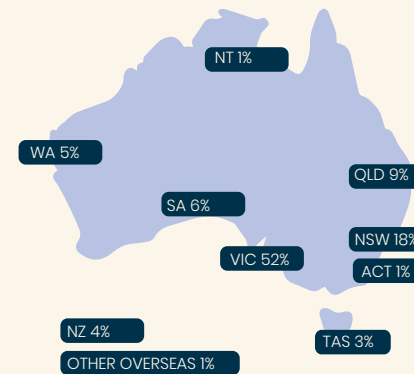 NT 1%
WA 5%
QLD 9%
SA 6%
NSW 18%
VIC 52%
ACT 1%
NZ 4%
TAS 3%
OTHER OVERSEAS 1%